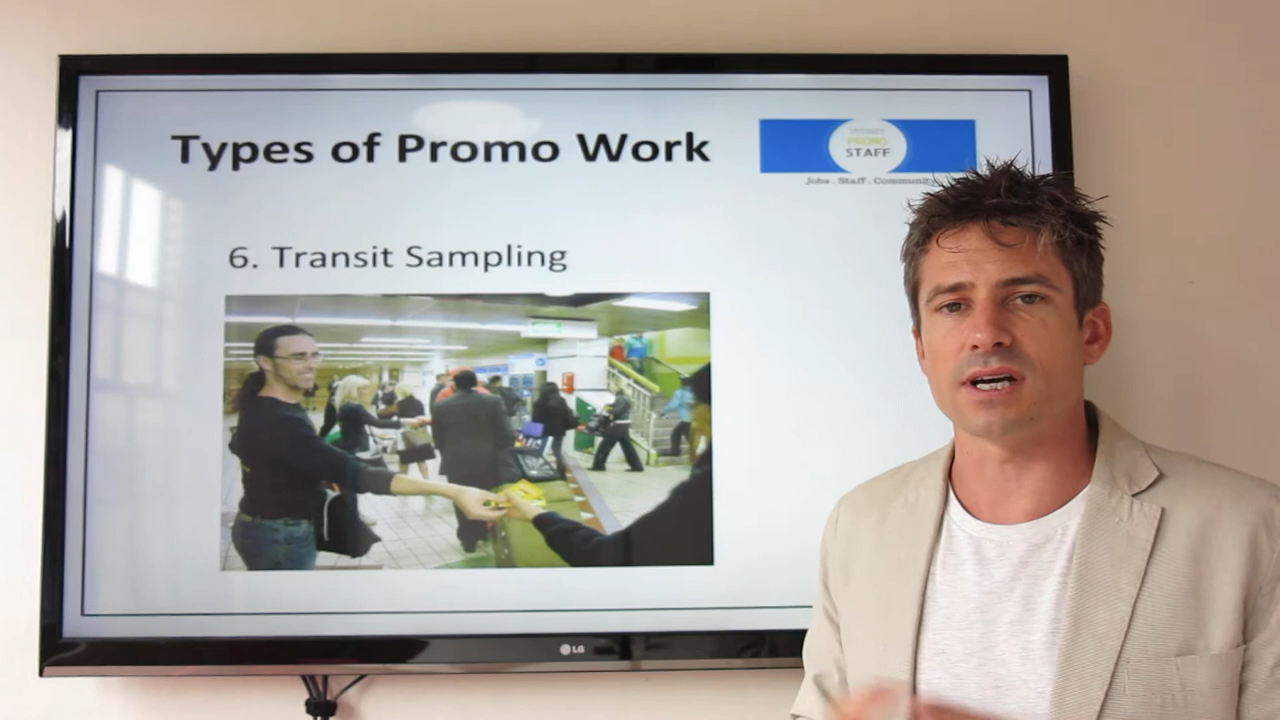 Types of Promo Work
PROMO
STAFF
Jobs . Staff . Community
6. Transit Sampling
LG